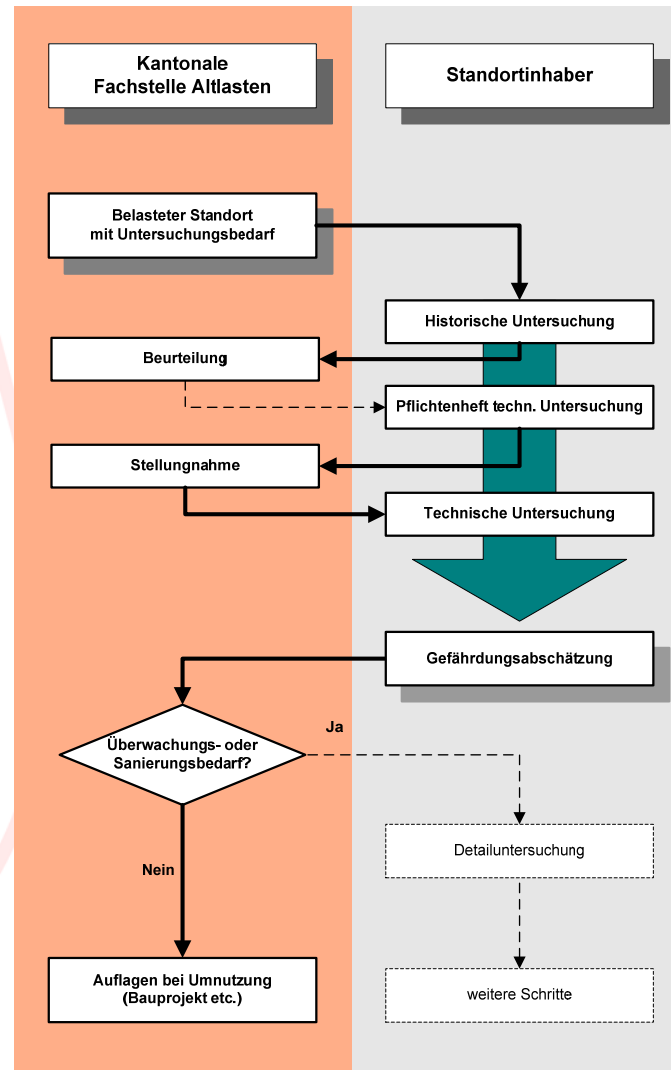 Kantonale
Fachstelle Altlasten
Standortinhaber
Belasteter Standort
mit Untersuchungsbedarf
Historische Untersuchung
Beurteilung
Pflichtenheft techn. Untersuchung
Stellungnahme
Technische Untersuchung
Gefährdungsabschätzung
Überwachungs- oder
Sanierungsbedarf?
Ja
Detailuntersuchung
Nein
Auflagen bei Umnutzung
(Bauprojekt etc.)
weitere Schritte